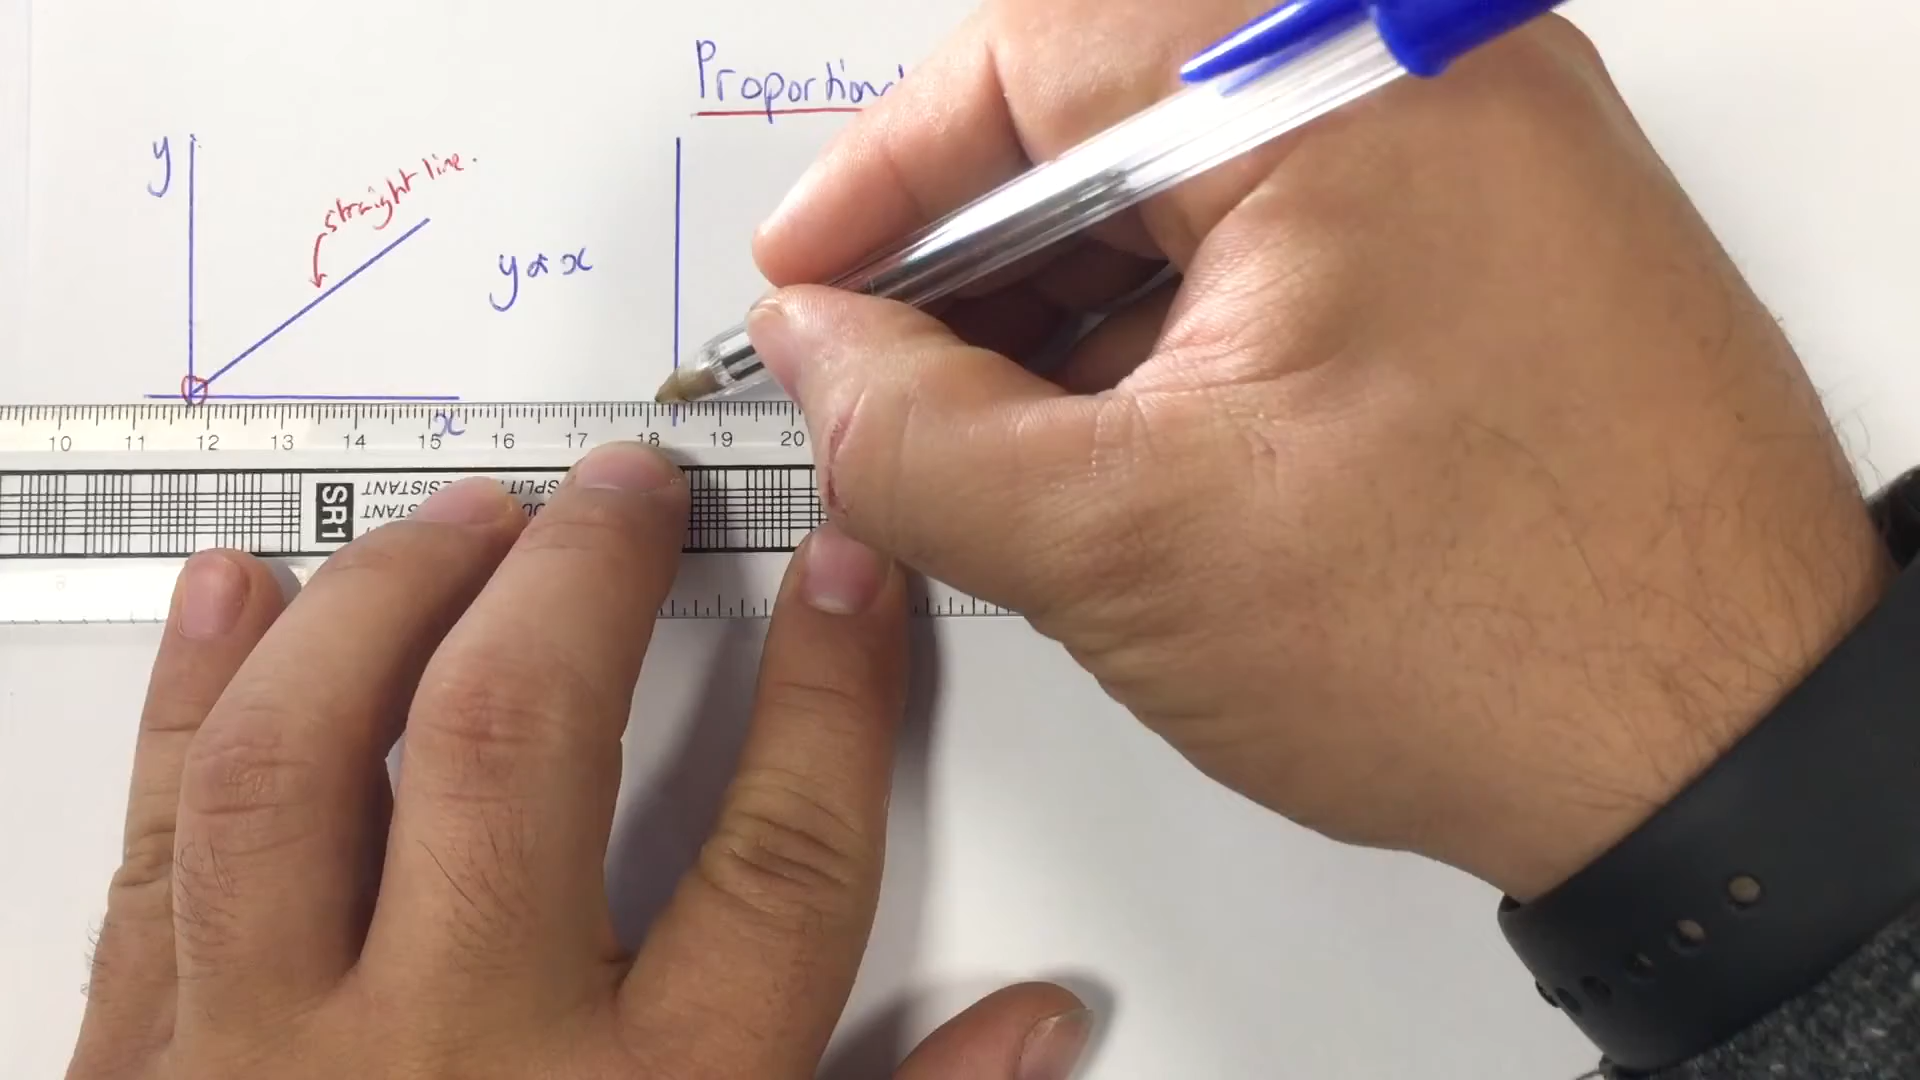 Proportional
y
straight line.
y ∝ x
x
10 11 12 13 14 15 16 17 18 19 20
SR1